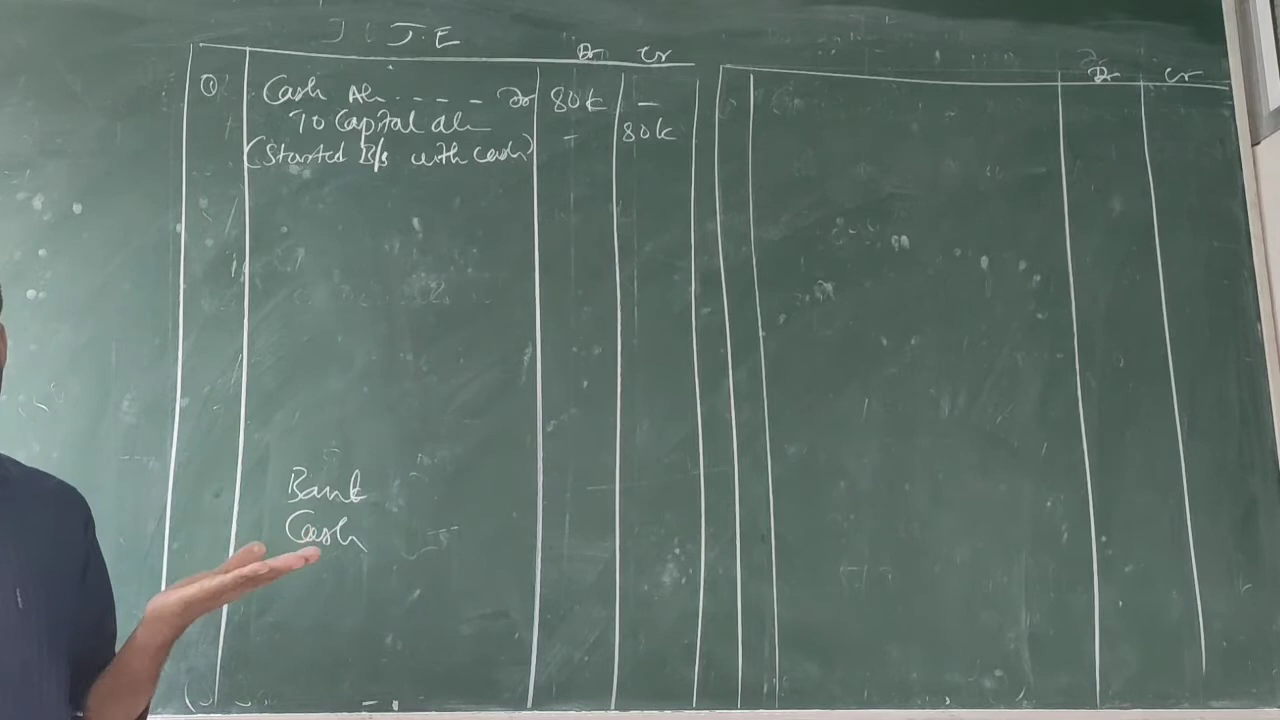 J.E
Dr Cr
① Cash A/c ---- Dr 80k —
To Capital a/c - 80k
(Started B/s with cash)
Bank
Cash
Dr Cr